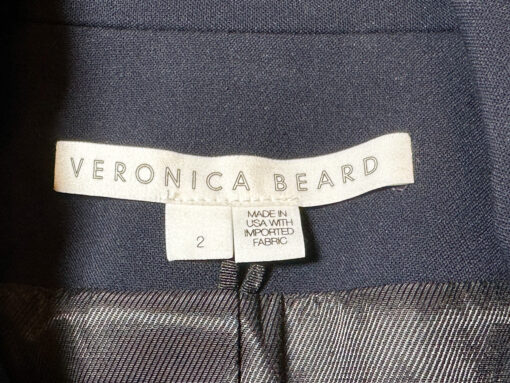 VERONICA BEARD
2
MADE IN
USA WITH
IMPORTED
FABRIC